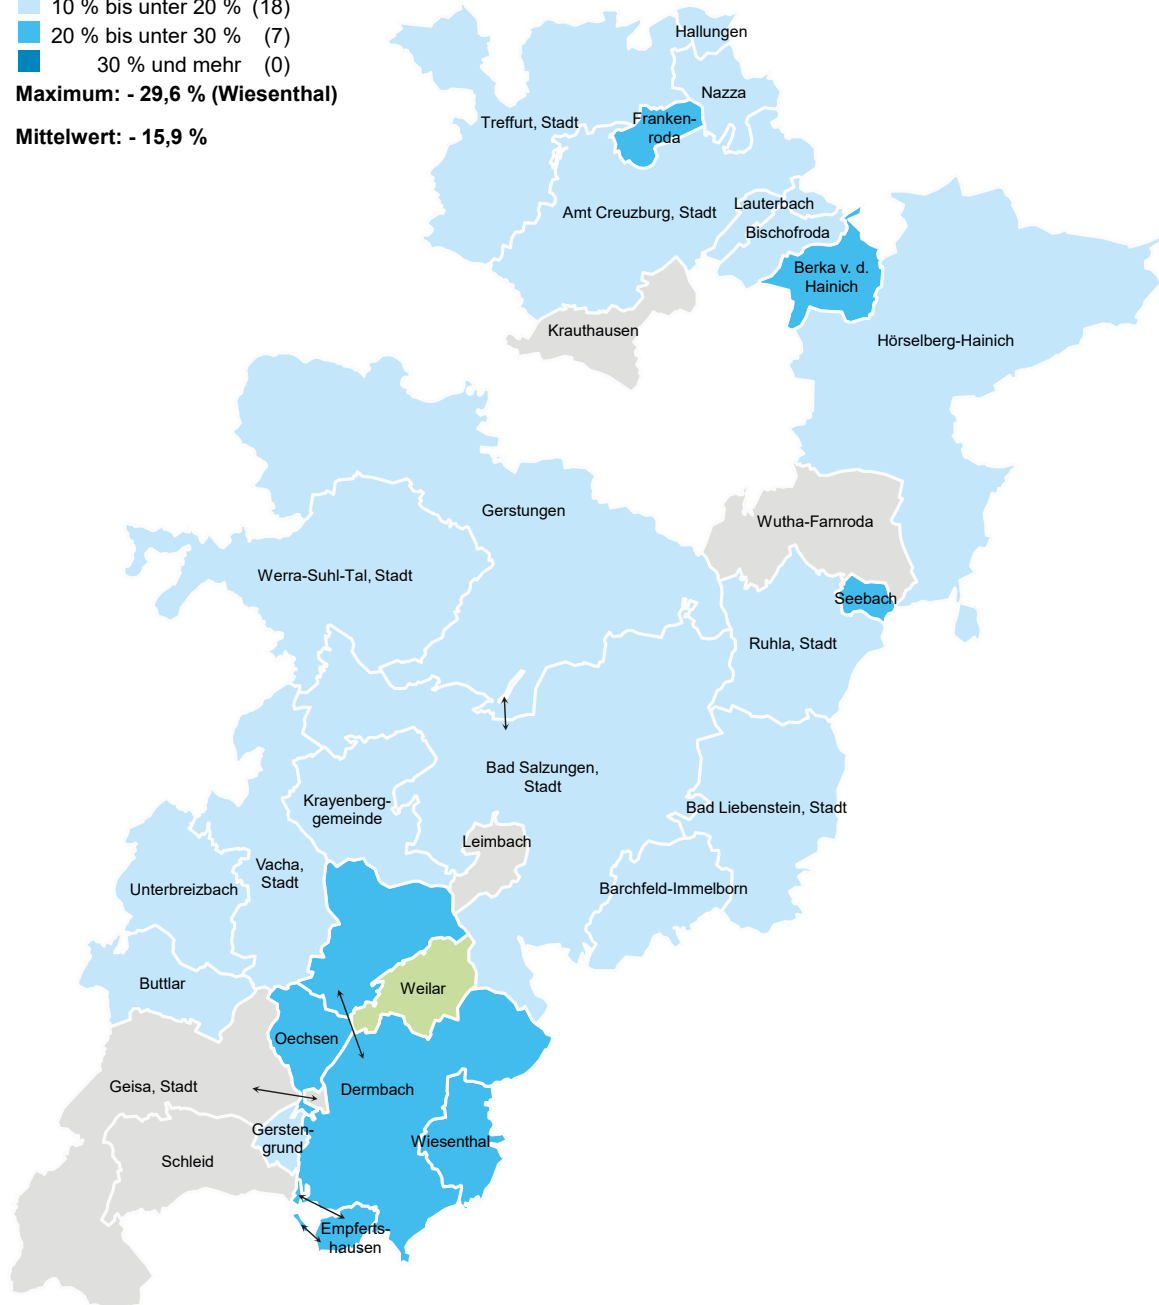 10 % bis unter 20 % (18)
20 % bis unter 30 % (7)
30 % und mehr (0)
Maximum: - 29,6 % (Wiesenthal)
Mittelwert: - 15,9 %
Hallungen
Nazza
Treffurt, Stadt
Franken-
roda
Amt Creuzburg, Stadt
Lauterbach
Bischofroda
Berka v. d.
Hainich
Krauthausen
Hörselberg-Hainich
Gerstungen
Wutha-Farnroda
Werra-Suhl-Tal, Stadt
Seebach
Ruhla, Stadt
Bad Salzungen,
Stadt
Krayenberg-
gemeinde
Bad Liebenstein, Stadt
Leimbach
Vacha,
Stadt
Unterbreizbach
Barchfeld-Immelborn
Buttlar
Weilar
Oechsen
Geisa, Stadt
Dermbach
Gersten-
grund
Wiesenthal
Schleid
Empferts-
hausen